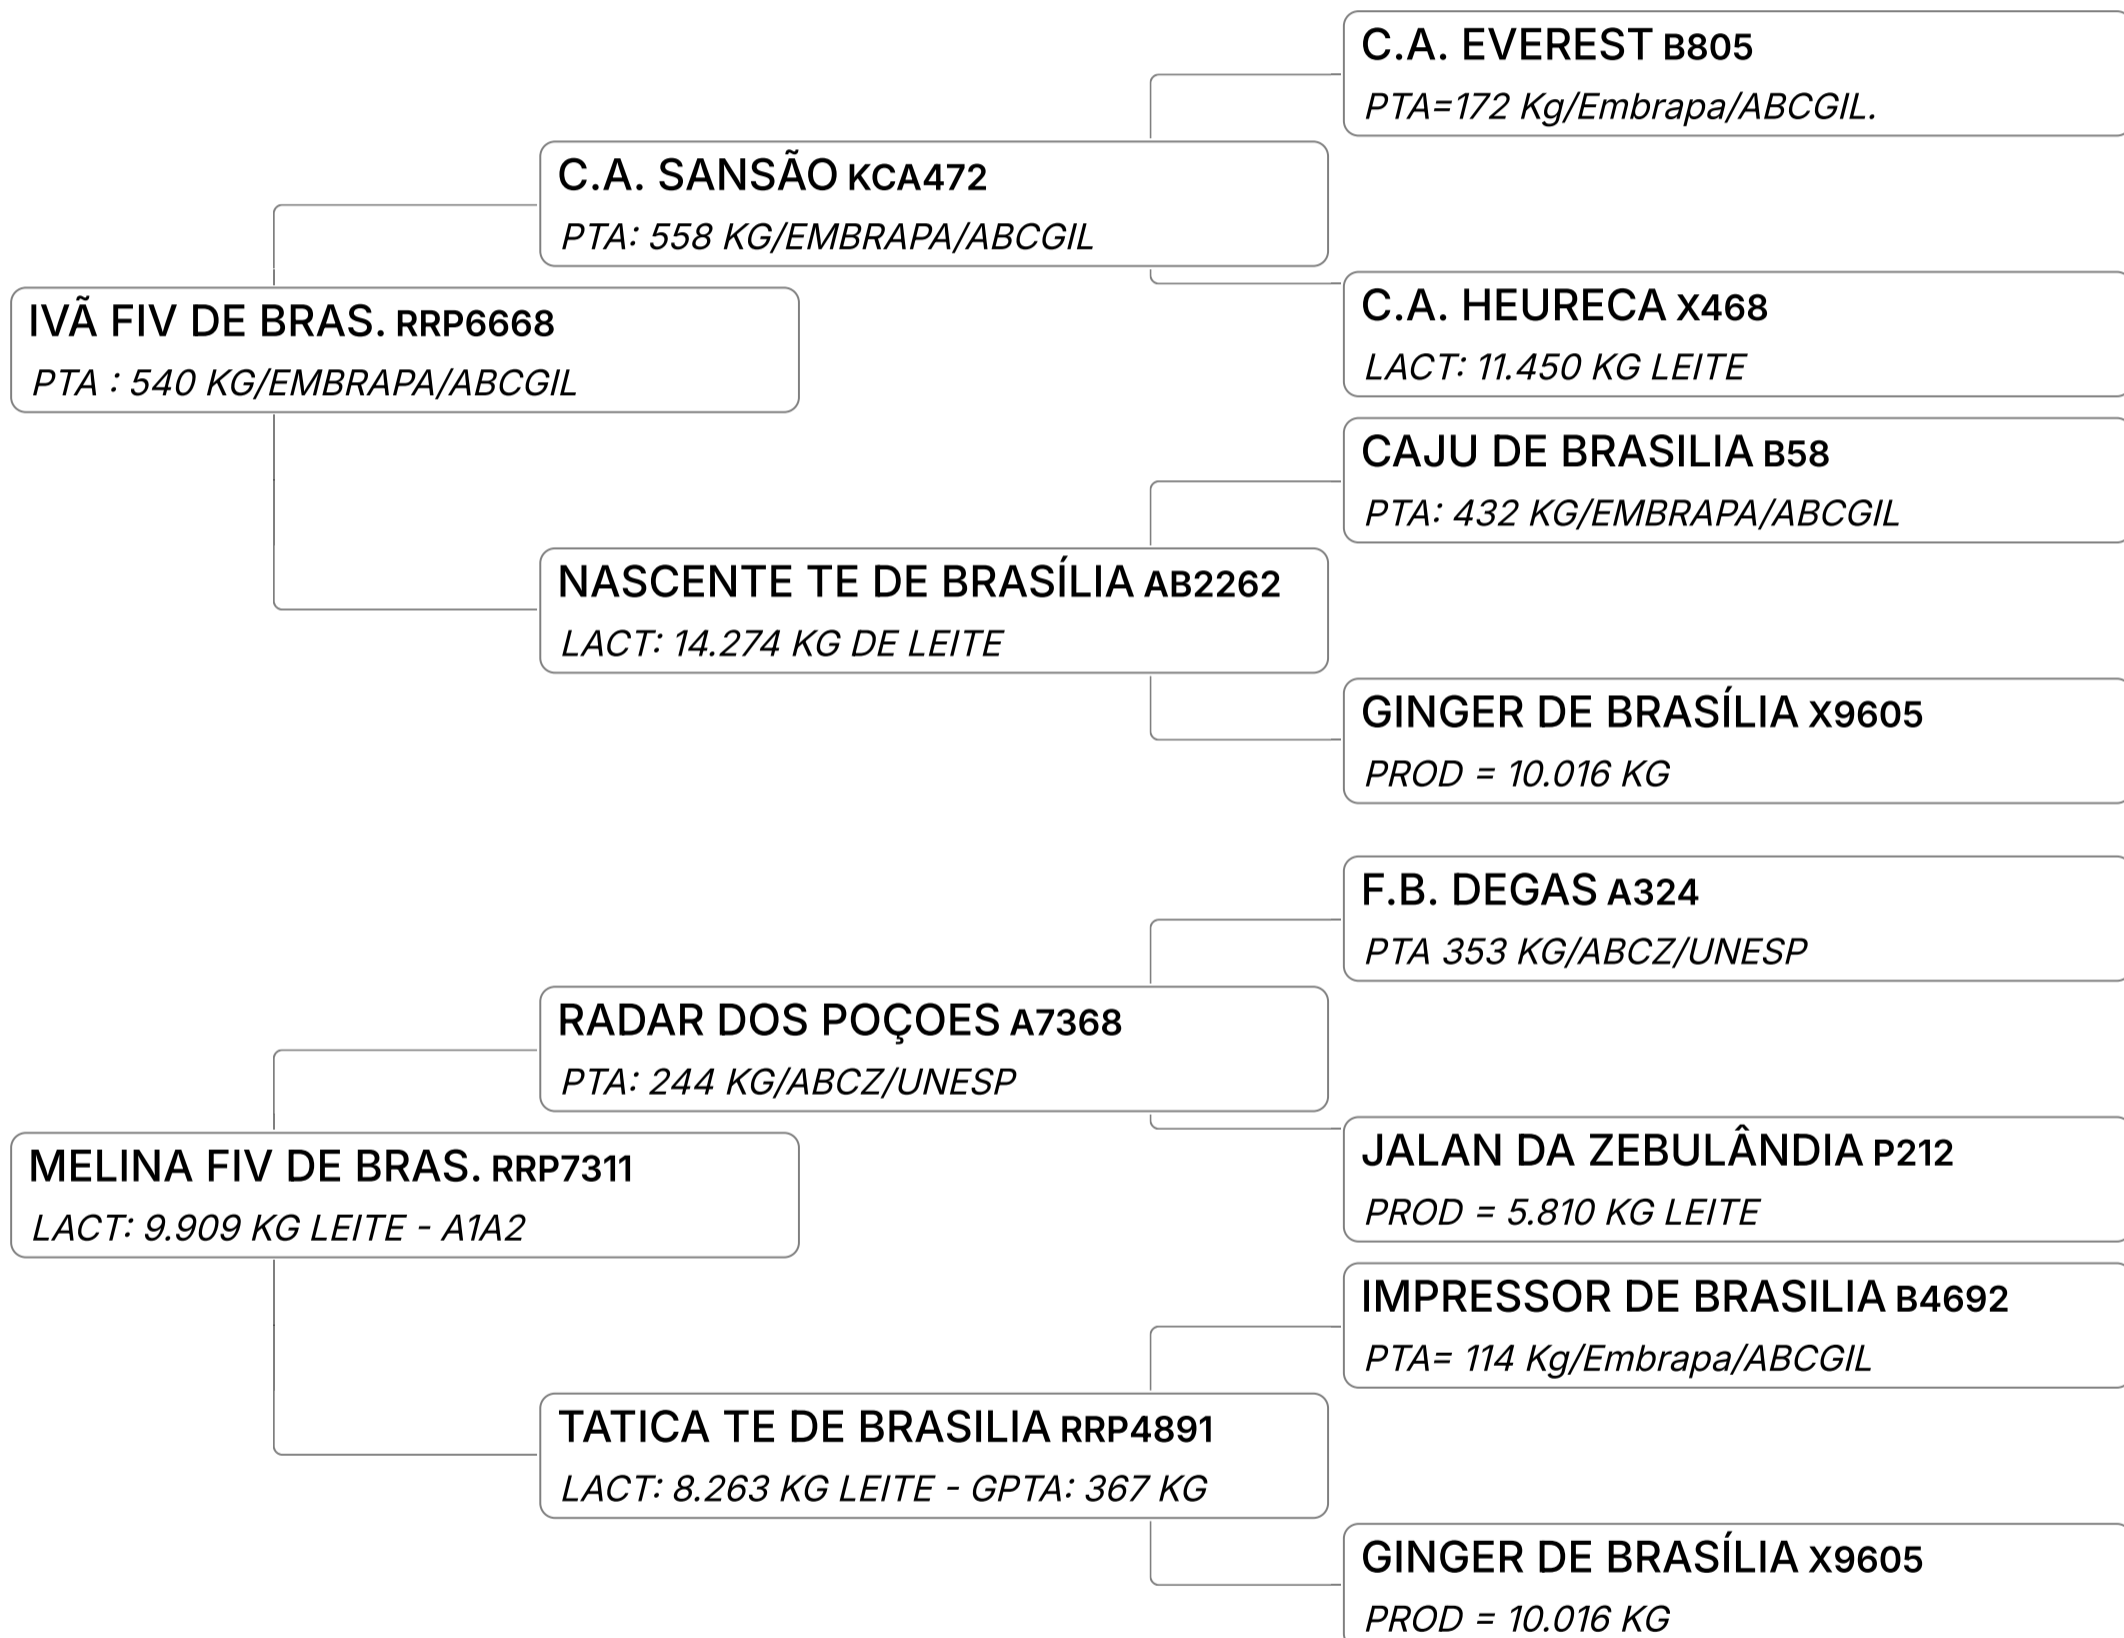 C.A. EVEREST B805
PTA=172 Kg/Embrapa/ABCGIL.
C.A. SANSÃO KCA472
PTA: 558 KG/EMBRAPA/ABCGIL
C.A. HEURECA X468
LACT: 11.450 KG LEITE
IVÃ FIV DE BRAS. RRP6668
PTA : 540 KG/EMBRAPA/ABCGIL
CAJU DE BRASILIA B58
PTA: 432 KG/EMBRAPA/ABCGIL
NASCENTE TE DE BRASÍLIA AB2262
LACT: 14.274 KG DE LEITE
GINGER DE BRASÍLIA X9605
PROD = 10.016 KG
F.B. DEGAS A324
PTA 353 KG/ABCZ/UNESP
RADAR DOS POÇOES A7368
PTA: 244 KG/ABCZ/UNESP
JALAN DA ZEBULÂNDIA P212
PROD = 5.810 KG LEITE
MELINA FIV DE BRAS. RRP7311
LACT: 9.909 KG LEITE - A1A2
IMPRESSOR DE BRASILIA B4692
PTA= 114 Kg/Embrapa/ABCGIL
TATICA TE DE BRASILIA RRP4891
LACT: 8.263 KG LEITE - GPTA: 367 KG
GINGER DE BRASÍLIA X9605
PROD = 10.016 KG